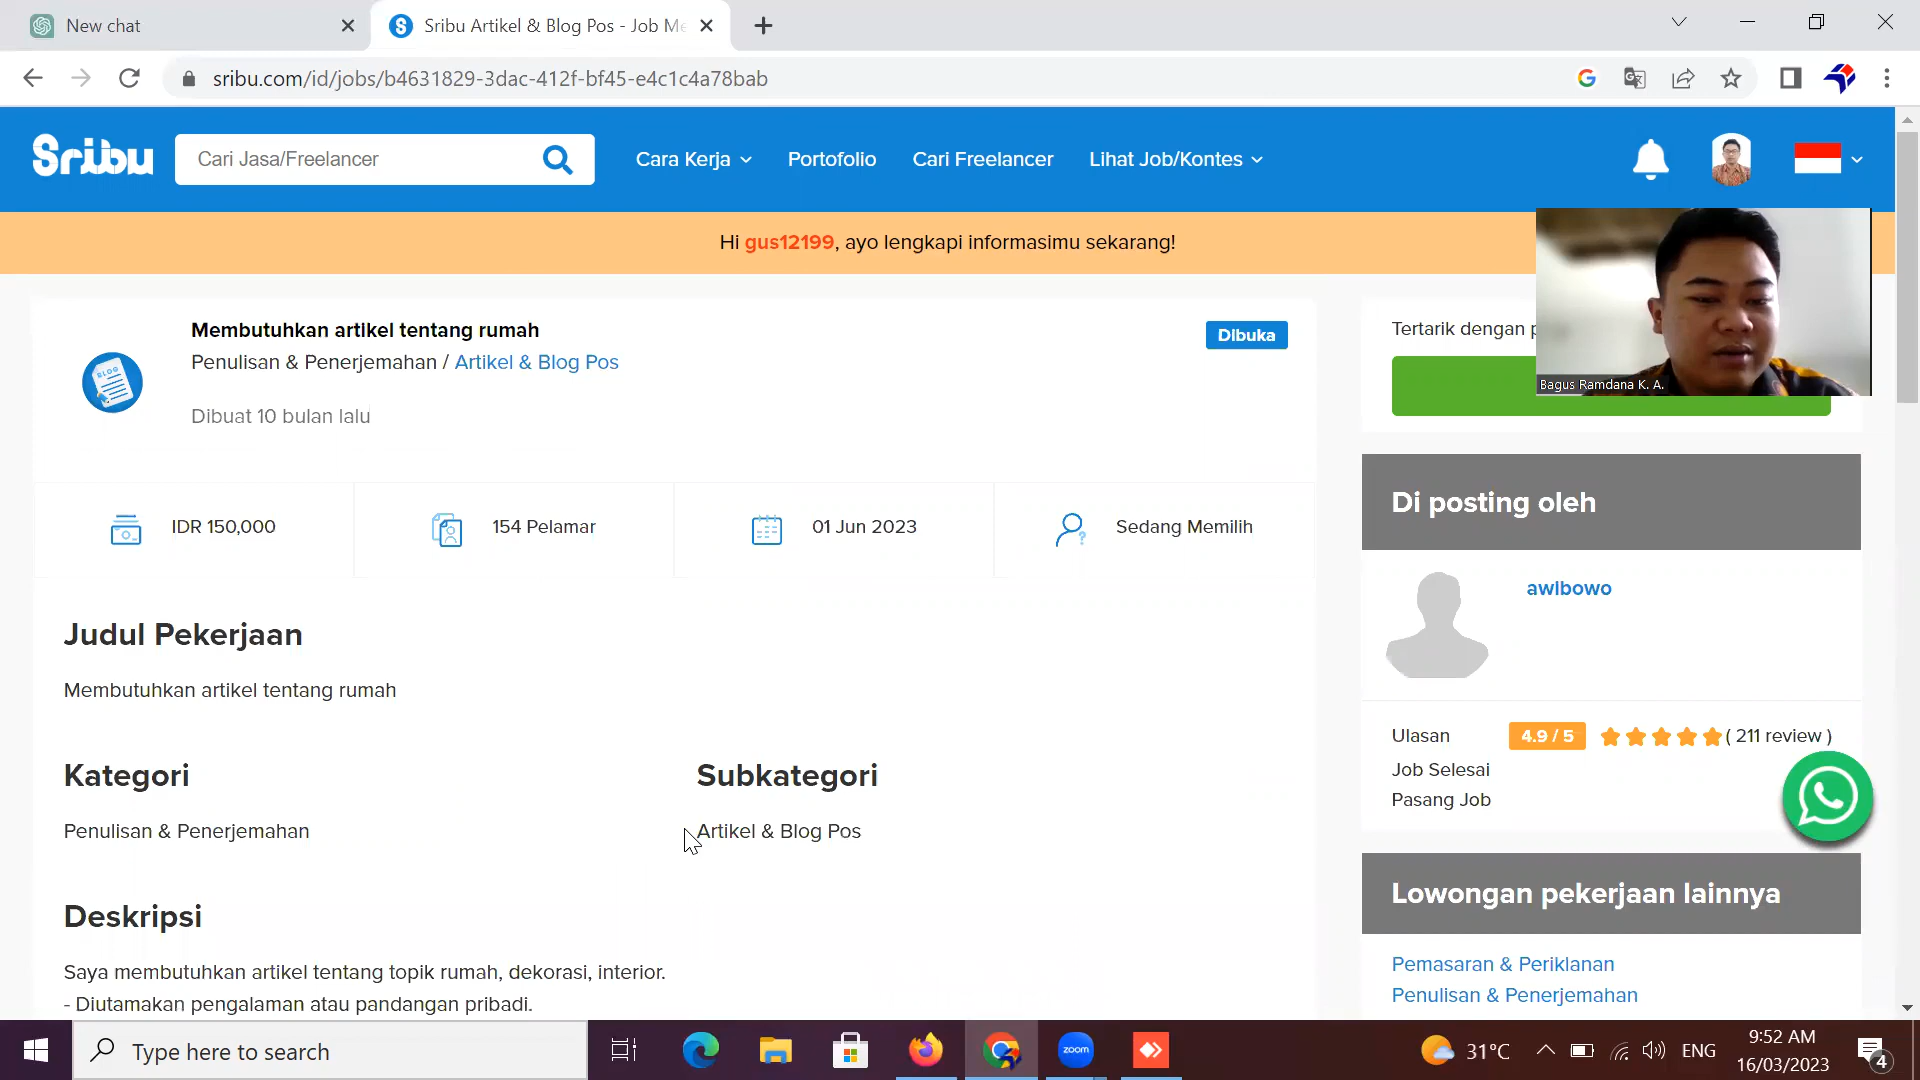 New chat
Sribu Artikel & Blog Pos - Job Me
sribu.com/id/jobs/b4631829-3dac-412f-bf45-e4c1c4a78bab
Sribu
Cari Jasa/Freelancer
Cara Kerja
Portofolio
Cari Freelancer
Lihat Job/Kontes
Hi gus12199, ayo lengkapi informasimu sekarang!
Membutuhkan artikel tentang rumah
Penulisan & Penerjemahan / Artikel & Blog Pos
Dibuat 10 bulan lalu
Dibuka
IDR 150,000
154 Pelamar
01 Jun 2023
Sedang Memilih
Judul Pekerjaan
Membutuhkan artikel tentang rumah
Kategori
Penulisan & Penerjemahan
Subkategori
Artikel & Blog Pos
Deskripsi
Saya membutuhkan artikel tentang topik rumah, dekorasi, interior.
- Diutamakan pengalaman atau pandangan pribadi.
Tertarik dengan p
Bagus Ramdana K. A.
Di posting oleh
awibowo
Ulasan 4.9 / 5 ( 211 review )
Job Selesai
Pasang Job
Lowongan pekerjaan lainnya
Pemasaran & Periklanan
Penulisan & Penerjemahan
Type here to search
zoom
31°C
ENG
9:52 AM
16/03/2023
4